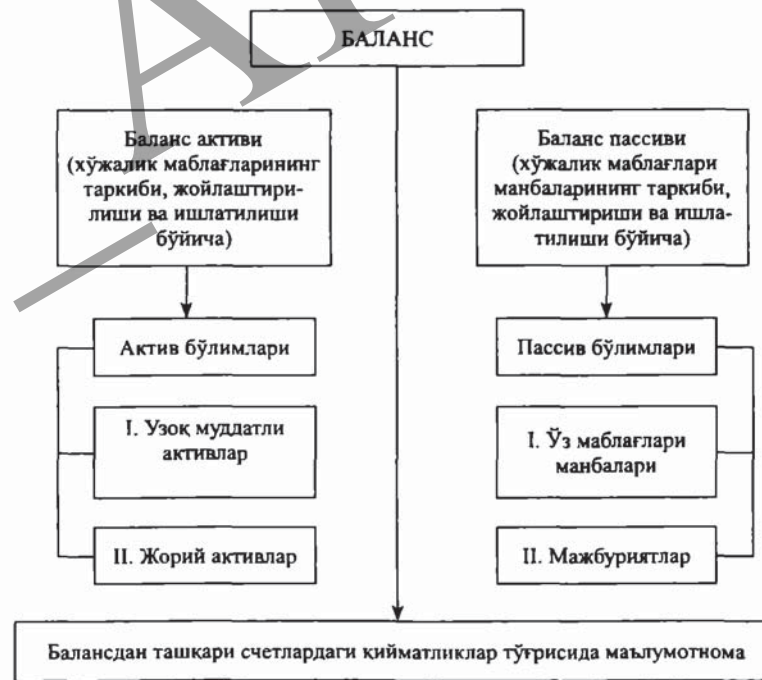 БАЛАНС
Баланс активи
(хўжалик маблағларининг
таркиби, жойлаштири-
лиши ва ишлатилиши
бўйича)
Баланс пассиви
(хўжалик маблағлари
манбаларининг таркиби,
жойлаштириши ва ишла-
тилиши бўйича)
Актив бўлимлари
Пассив бўлимлари
I. Узоқ муддатли
активлар
I. Ўз маблағлари
манбалари
II. Жорий активлар
II. Мажбуриятлар
Балансдан ташқари счетлардаги қийматликлар тўғрисида маълумотнома